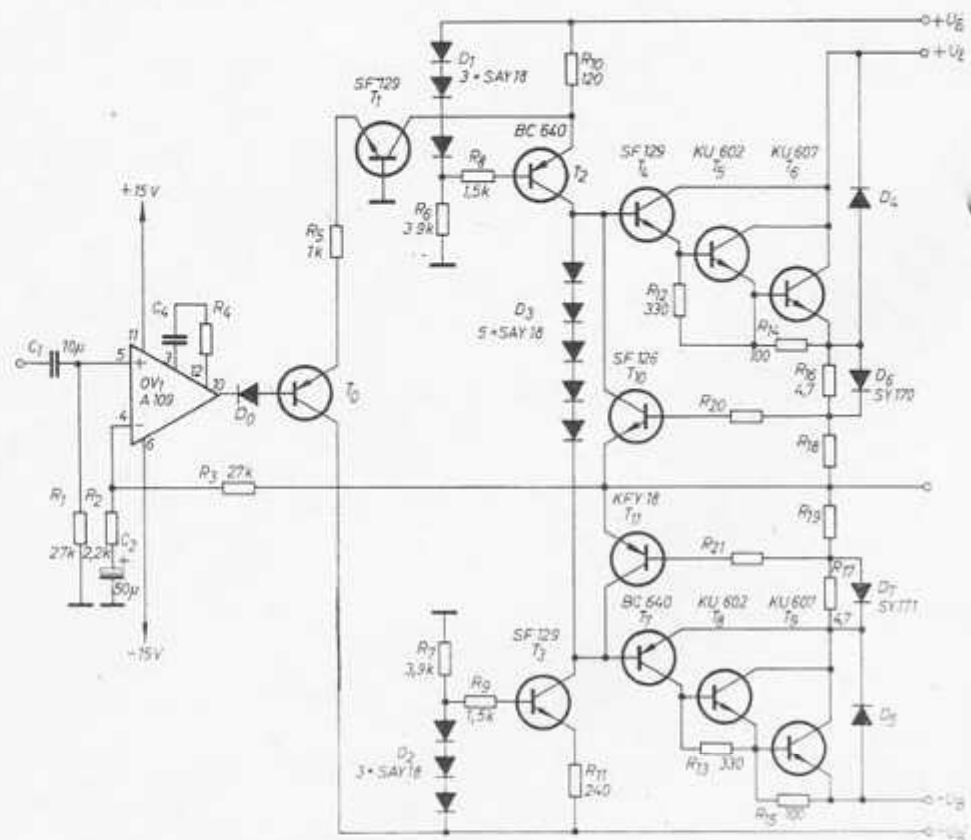 +U_B
+U_L
D1
3 * SAY 18
R10
120
SF 129
T1
BC 640
T2
SF 129
T4
KU 602
T5
KU 607
T6
R8
1,5k
D4
+15V
R6
3.9k
R5
1k
R12
330
C4
R4
D3
5 * SAY 18
R14
100
C1
10µ
11
5
+
7
12
10
OV1
A 109
D0
T0
SF 126
T10
R16
4,7
D6
SY 170
R20
4
–
6
R18
R3 27k
R1
27k
R2
2,2k
C2
+
50µ
KFY 18
T11
R19
R21
R17
4,7
D7
SY 171
-15V
BC 640
T7
KU 602
T8
KU 607
T9
SF 129
T3
R7
3,9k
R9
1,5k
D5
D2
3 * SAY 18
R13 330
R11
240
R15
100